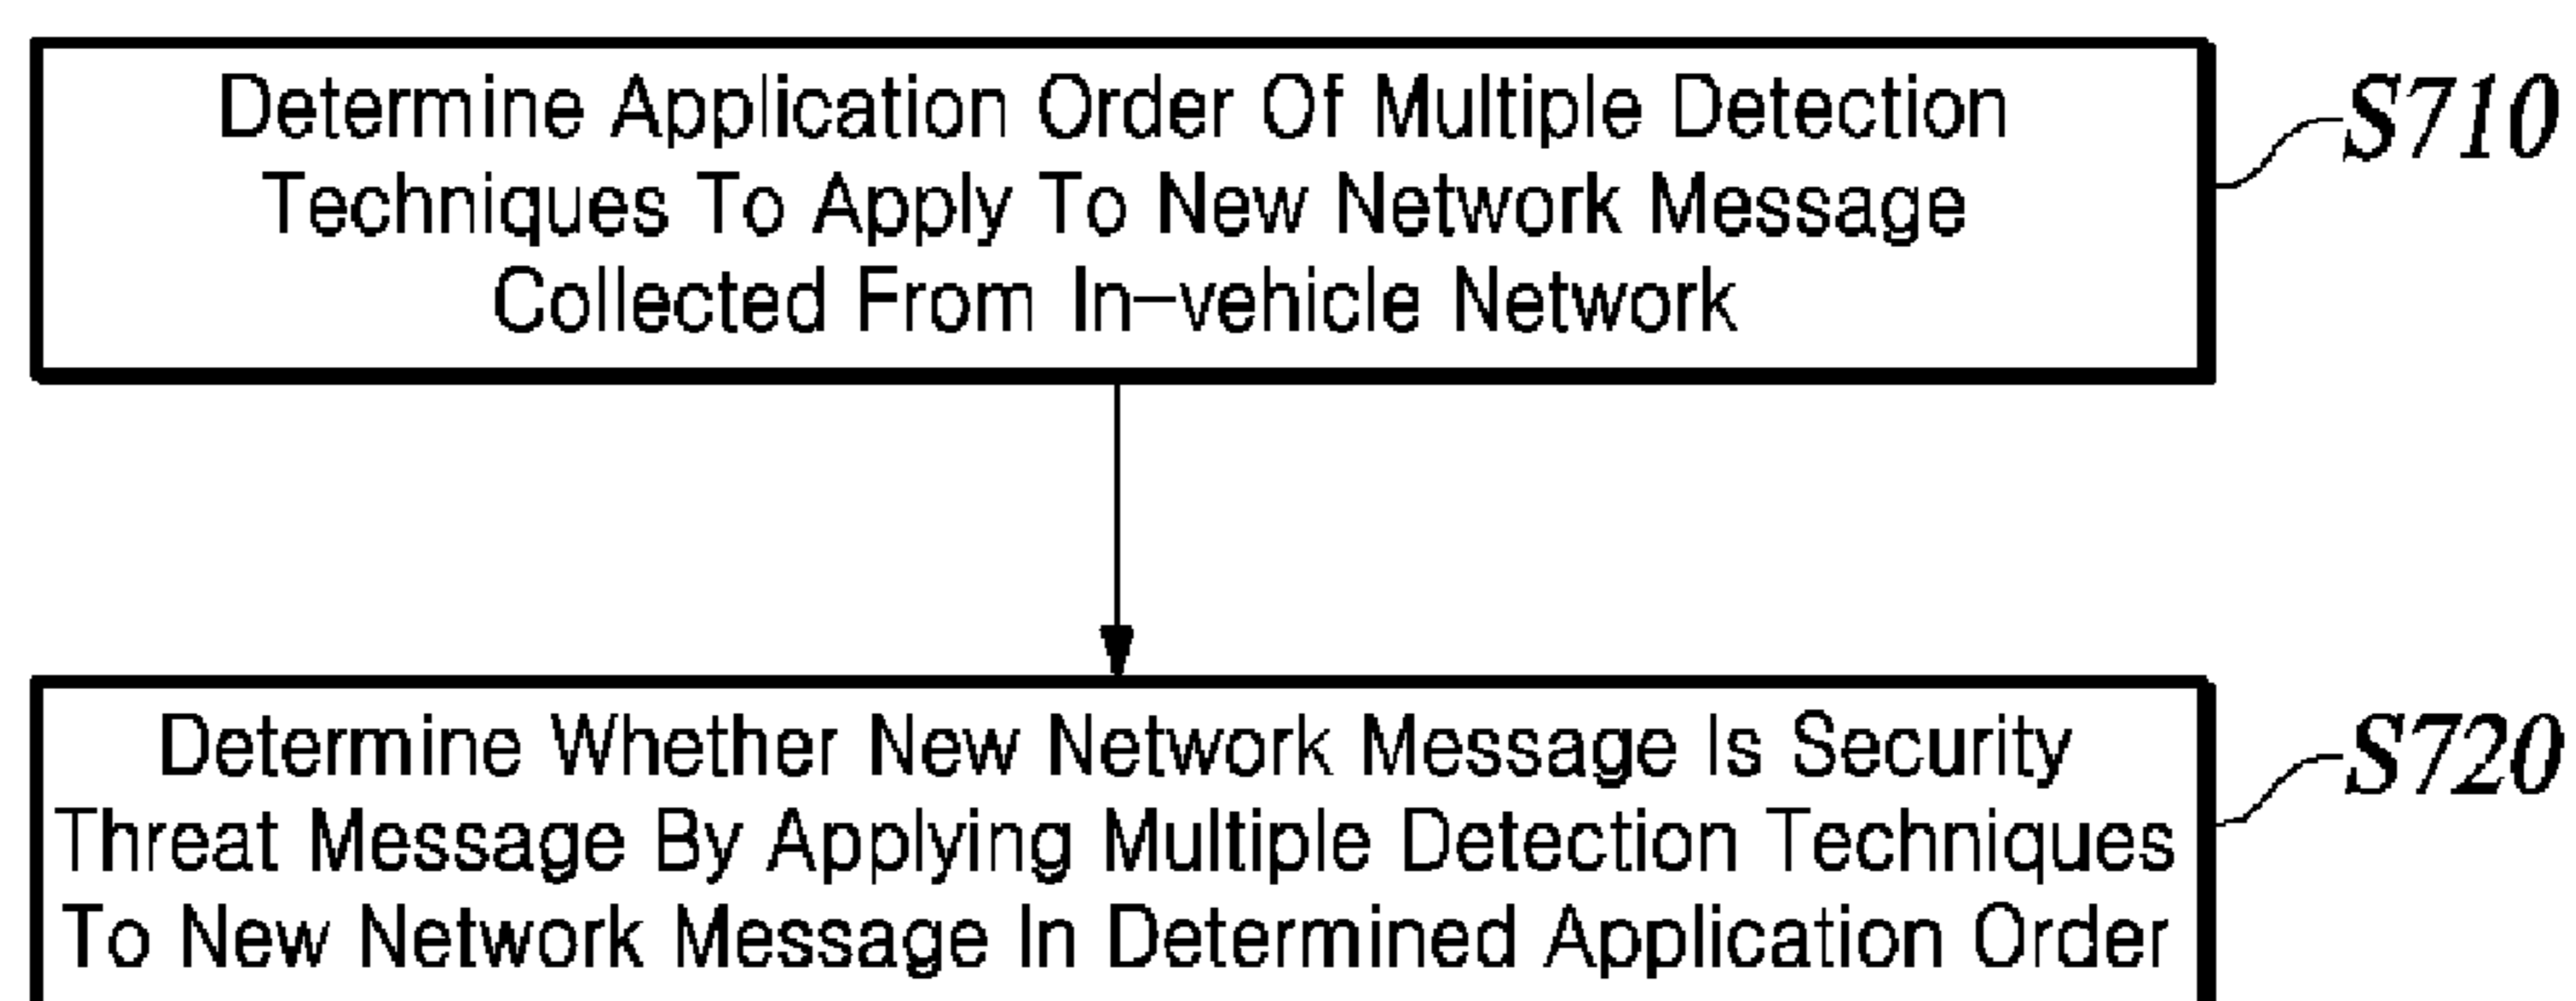 Determine Application Order Of Multiple Detection
Techniques To Apply To New Network Message
Collected From In-vehicle Network
S710
Determine Whether New Network Message Is Security
Threat Message By Applying Multiple Detection Techniques
To New Network Message In Determined Application Order
S720